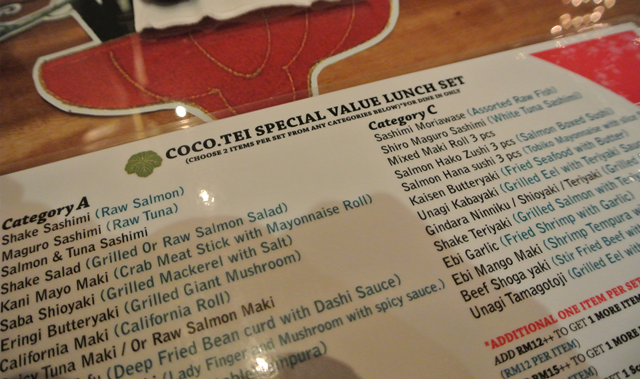 COCO.TEI SPECIAL VALUE LUNCH SET
(CHOOSE 2 ITEMS PER SET FROM ANY CATEGORIES BELOW)*FOR DINE IN ONLY
Category A
Shake Sashimi (Raw Salmon)
Maguro Sashimi (Raw Tuna)
Salmon & Tuna Sashimi
Shake Salad (Grilled Or Raw Salmon Salad)
Kani Mayo Maki (Crab Meat Stick with Mayonnaise Roll)
Saba Shioyaki (Grilled Mackerel with Salt)
Eringi Butteryaki (Grilled Giant Mushroom)
California Maki (California Roll)
Tuna Maki / Or Raw Salmon Maki
(Deep Fried Bean curd with Dashi Sauce)
(Lady Finger and Mushroom with spicy sauce.)
Category C
Sashimi Moriawase (Assorted Raw Fish)
Shiro Maguro Sashimi (White Tuna Sashimi)
Mixed Maki Roll 3 pcs
Salmon Hako Zushi 3 pcs (Salmon Boxed Sushi)
Salmon Hana sushi 3 pcs (Tobiko Mayonnaise with
Kaisen Butteryaki (Fried Seafood with Butter)
Unagi Kabayaki (Grilled Eel with Teriyaki
Gindara Ninniku / Shioyaki / Teriyaki
Shake Teriyaki (Grilled Salmon with
Ebi Garlic (Fried Shrimp with Garlic)
Ebi Mango Maki (Shrimp Tempura
Beef Shoga yaki (Stir Fried Beef
Unagi Tamagotoji (Grilled Eel
*ADDITIONAL ONE ITEM PER SET
ADD RM12++ TO GET 1 MORE
(RM12 PER ITEM)
RM15++ TO GET 1 MORE
PER ITEM)